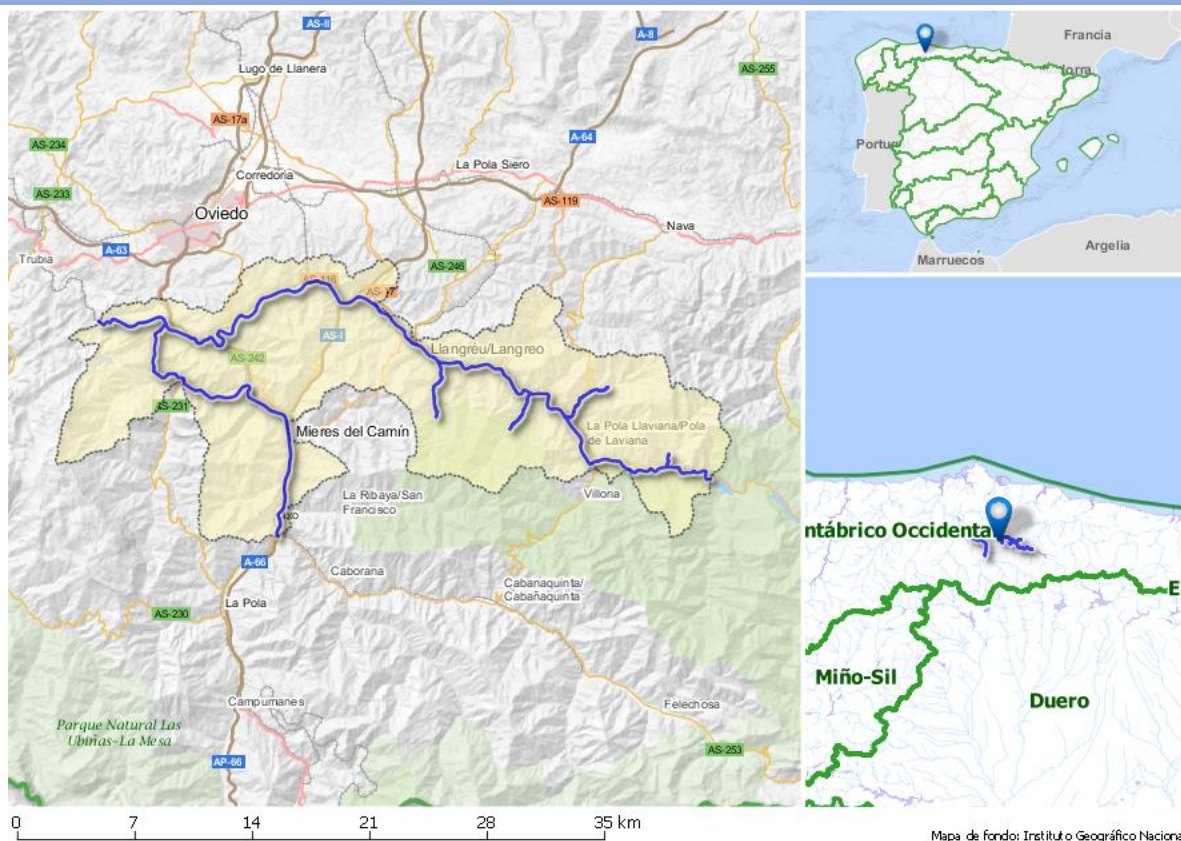 AS-II
A-8
Lugo de Llanera
AS-255
AS-17a
A-64
AS-234
La Pola Siero
Corredoria
AS-233
AS-119
Oviedo
Nava
A-63
AS-246
Trubia
AS-I
Llangréu/Langreo
AS-242
AS-231
Mieres del Camín
La Pola Llaviana/Pola
de Laviana
La Ribaya/San
Francisco
Villoria
A-66
Caborana
Cabanaquinta/
Cabañaquinta
La Pola
AS-230
Campumanes
Felechosa
Parque Natural Las
Ubiñas-La Mesa
AS-253
AP-66
0 7 14 21 28 35 km
Francia
dorra
Portu
Marruecos
Argelia
ntábrico Occidenta
E
Miño-Sil
Duero
Mapa de fondo: Instituto Geográfico Naciona